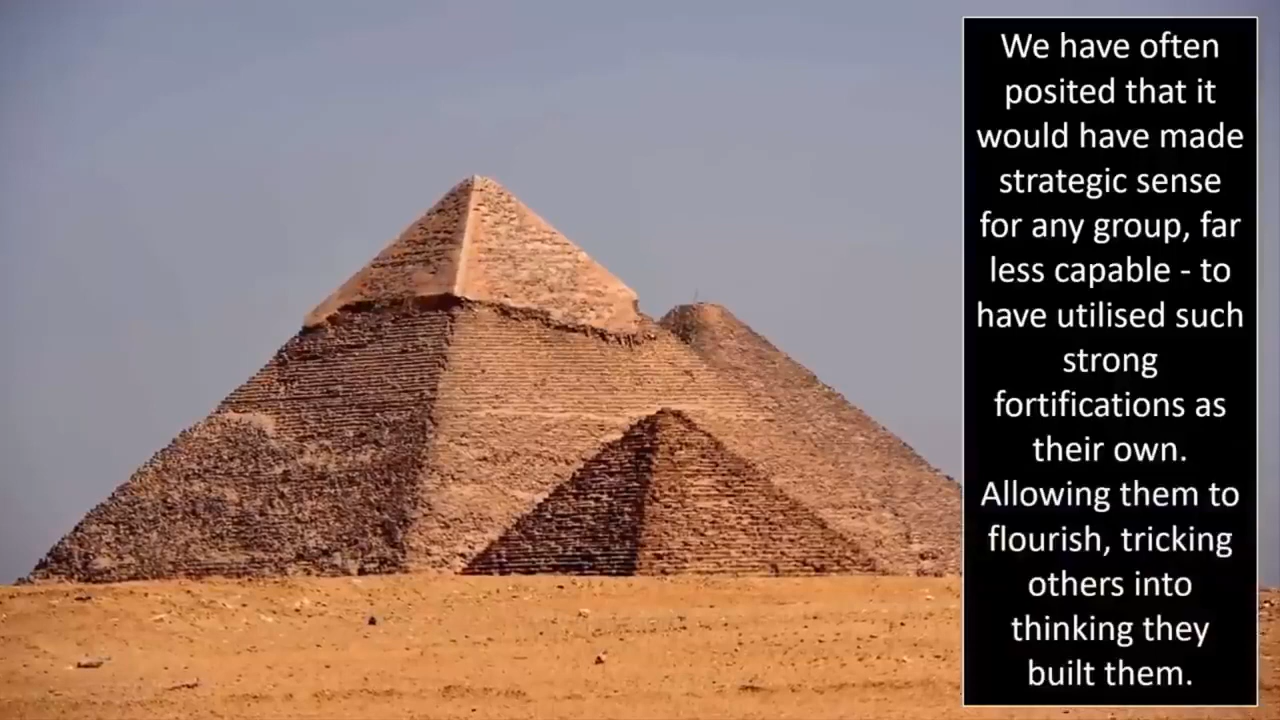 We have often
posited that it
would have made
strategic sense
for any group, far
less capable - to
have utilised such
strong
fortifications as
their own.
Allowing them to
flourish, tricking
others into
thinking they
built them.